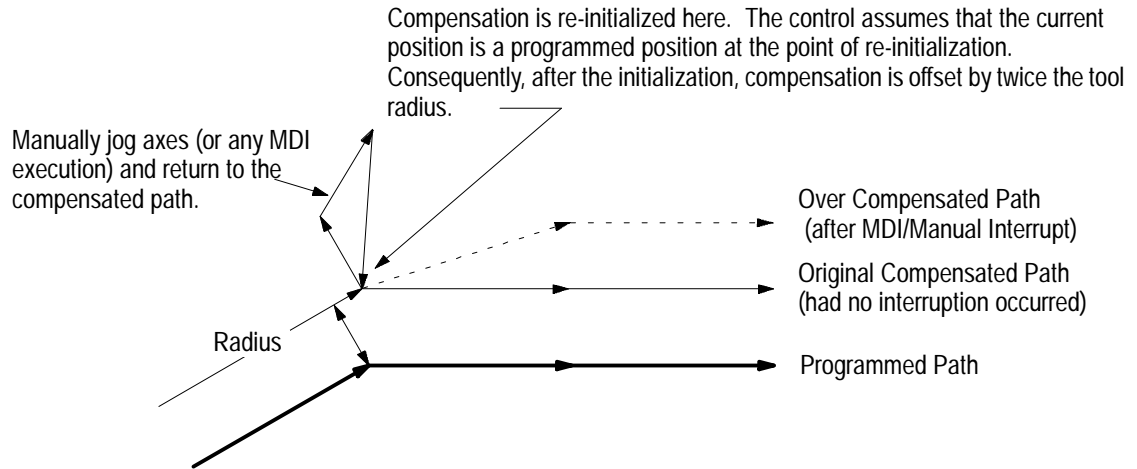 Compensation is re-initialized here. The control assumes that the current
position is a programmed position at the point of re-initialization.
Consequently, after the initialization, compensation is offset by twice the tool
radius.
Manually jog axes (or any MDI
execution) and return to the
compensated path.
Over Compensated Path
(after MDI/Manual Interrupt)
Original Compensated Path
(had no interruption occurred)
Radius
Programmed Path